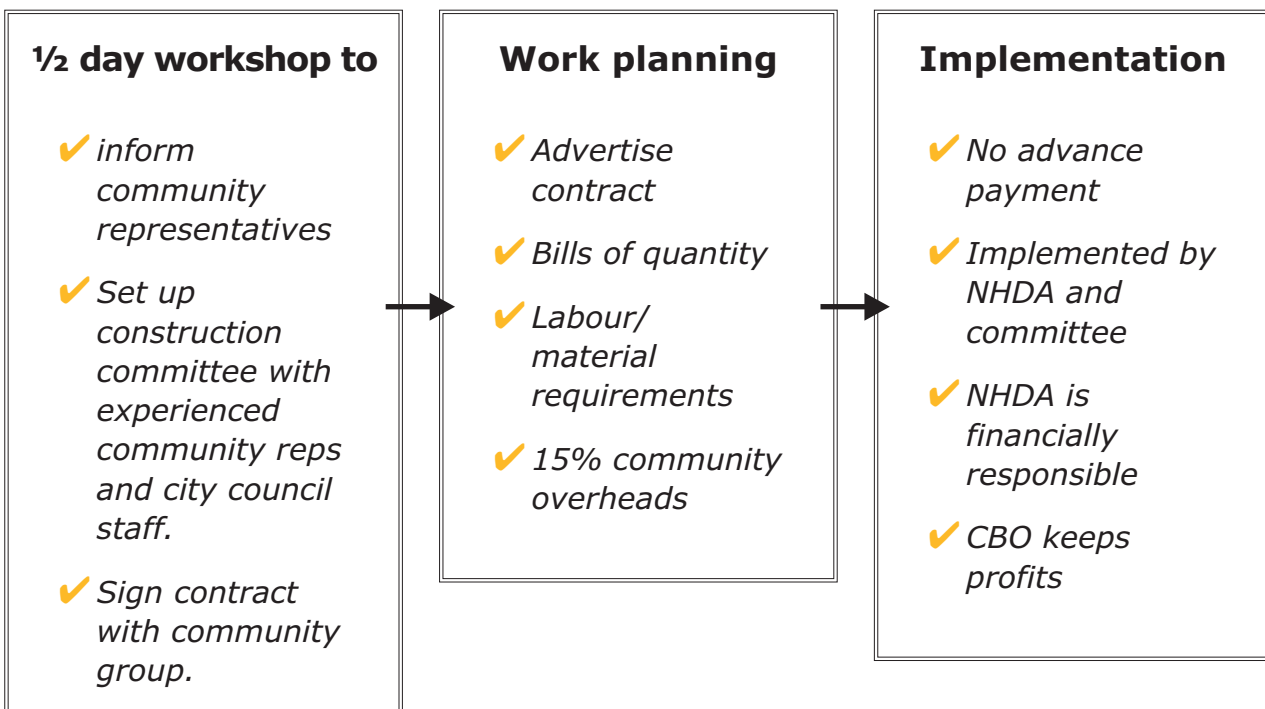 ½ day workshop to
✔ inform
community
representatives
✔ Set up
construction
committee with
experienced
community reps
and city council
staff.
✔ Sign contract
with community
group.
Work planning
✔ Advertise
contract
✔ Bills of quantity
✔ Labour/
material
requirements
✔ 15% community
overheads
Implementation
✔ No advance
payment
✔ Implemented by
NHDA and
committee
✔ NHDA is
financially
responsible
✔ CBO keeps
profits